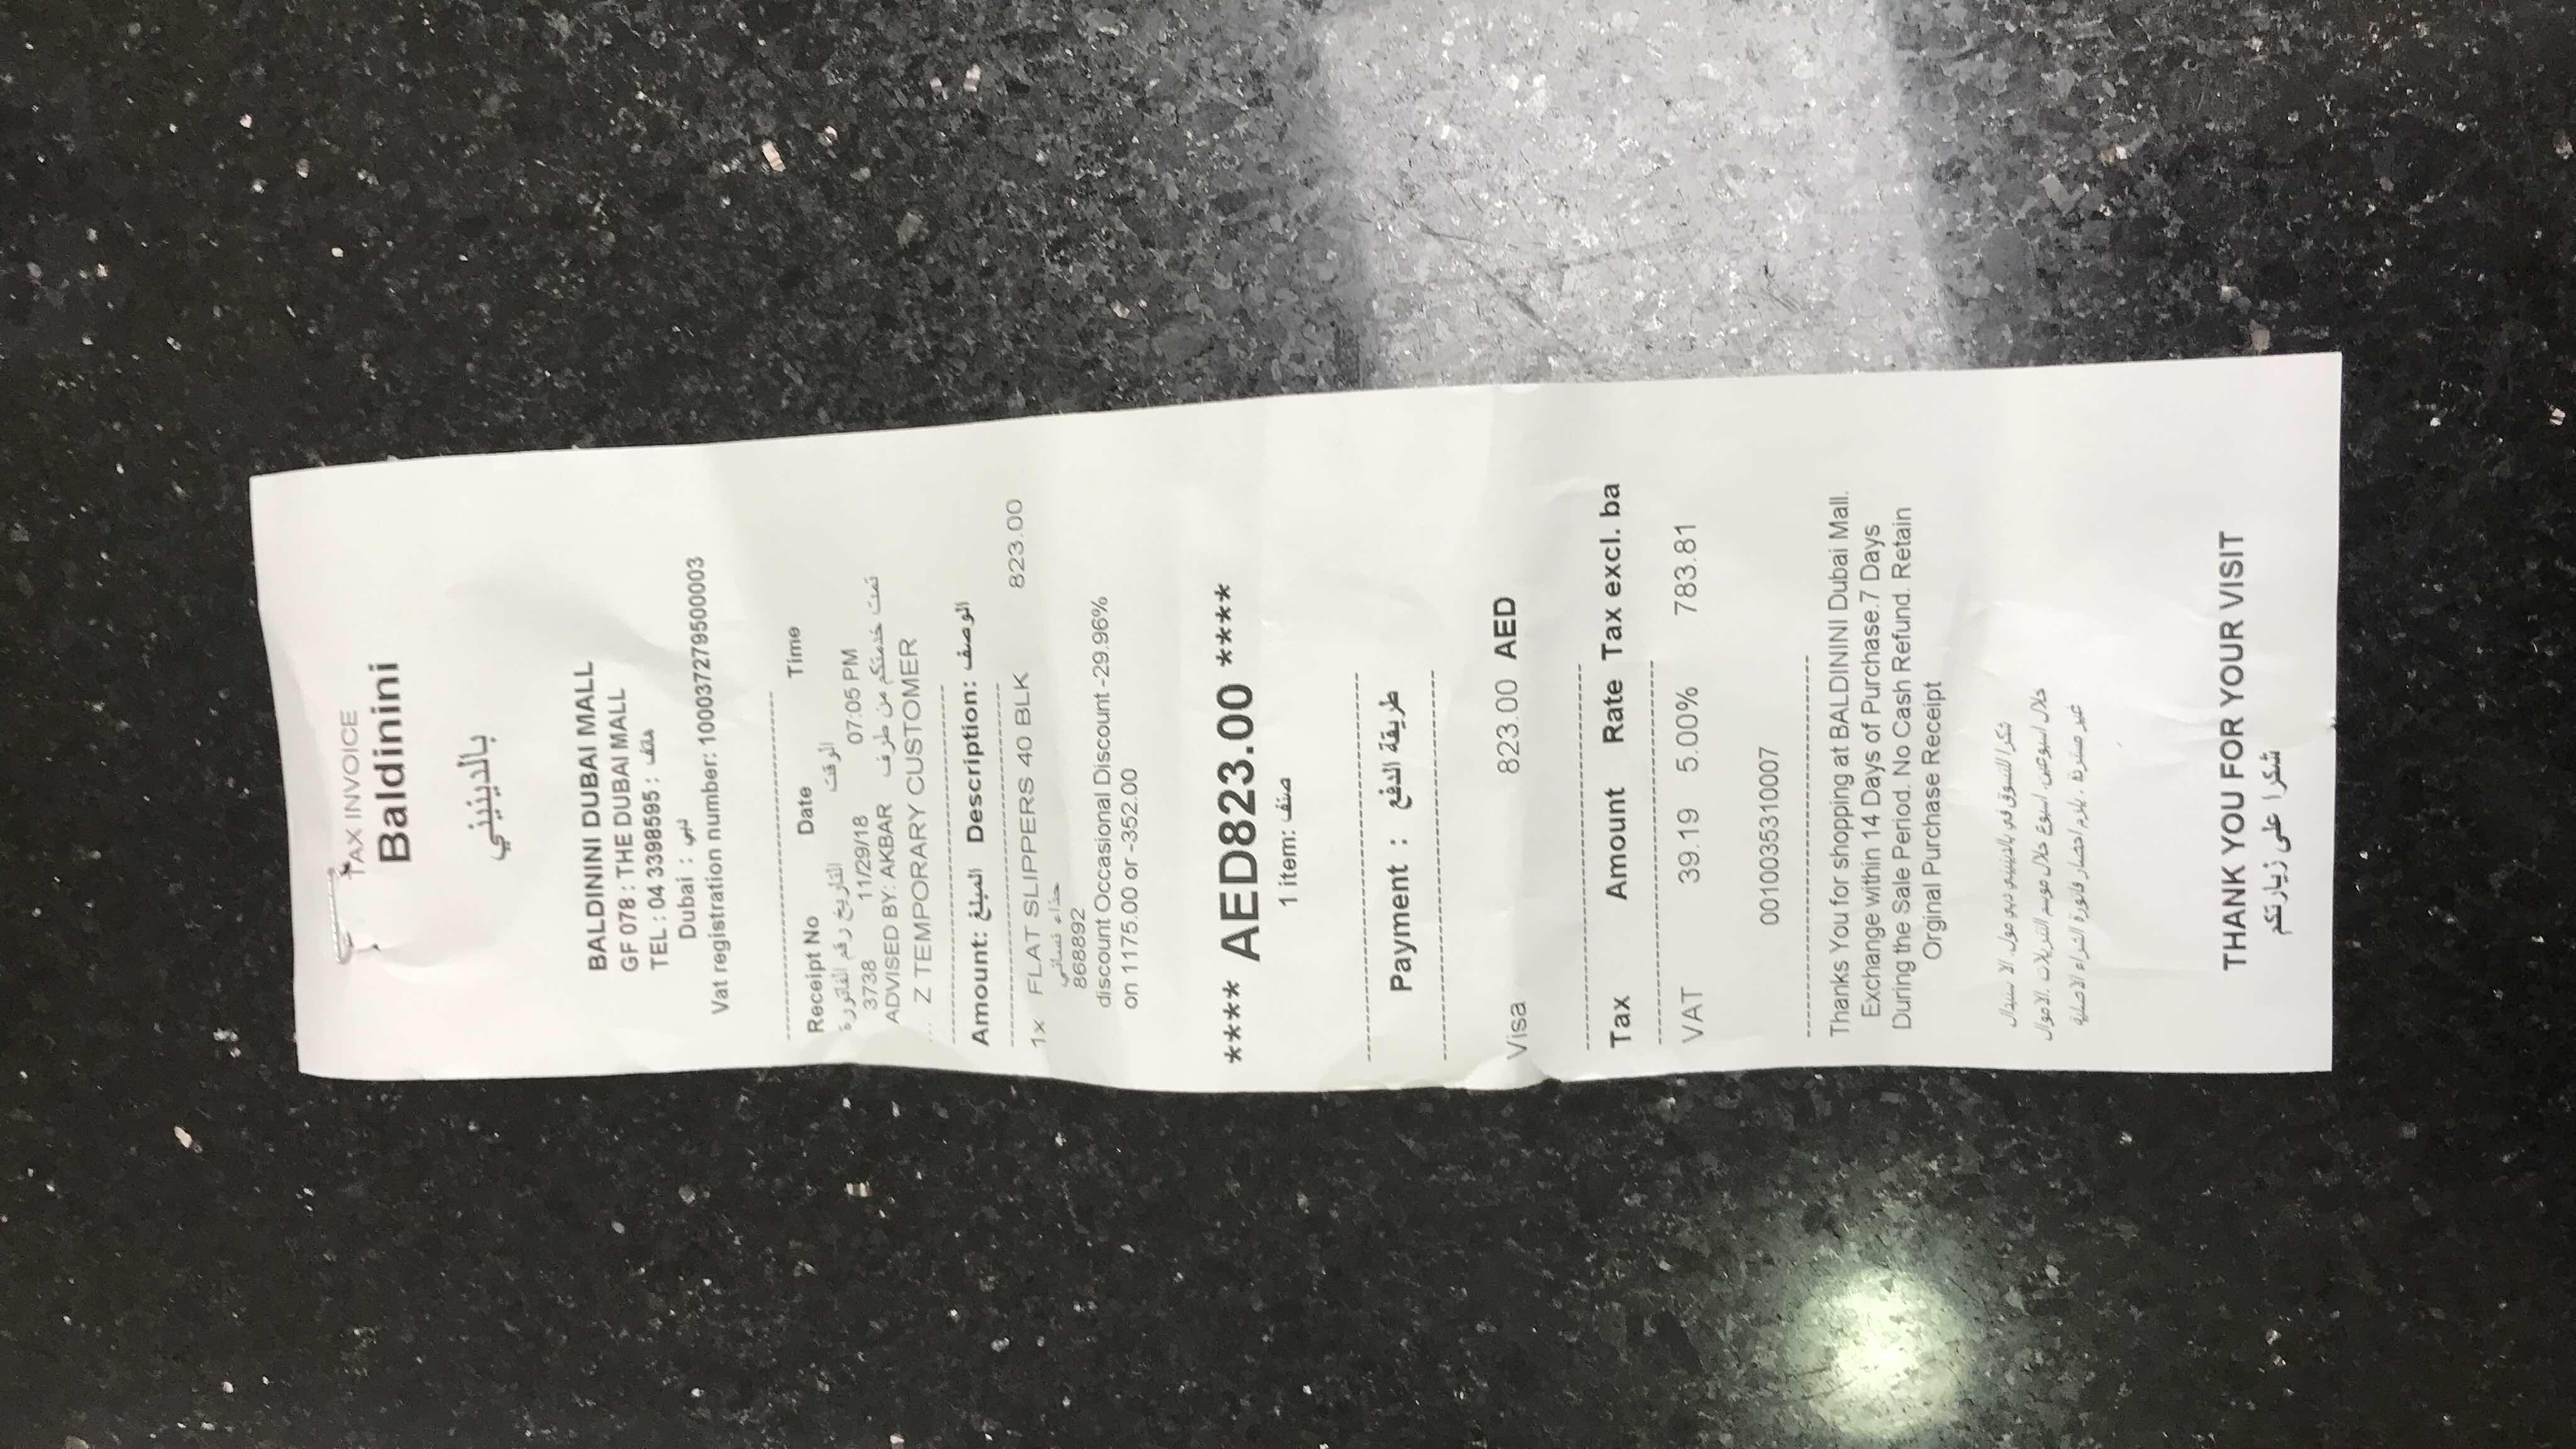 TAX INVOICE
Baldinini
بالدينيني
BALDININI DUBAI MALL
GF 078 : THE DUBAI MALL
TEL : 04 3398595 : هاتف
Dubai : دبي
Vat registration number: 100037279500003
Receipt No Date Time
التاريخ رقم الفاتورة الوقت
3738 11/29/18 07:05 PM
ADVISED BY: AKBAR تمت خدمتكم من طرف
... Z TEMPORARY CUSTOMER
Amount: المبلغ Description: الوصف
1x FLAT SLIPPERS 40 BLK 823.00
حذاء نسائي
868892
discount Occasional Discount -29.96%
on 1175.00 or -352.00
**** AED823.00 ****
1 item: صنف
Payment : طريقة الدفع
Visa 823.00 AED
Tax Amount Rate Tax excl. ba
VAT 39.19 5.00% 783.81
0010035310007
Thanks You for shopping at BALDININI Dubai Mall.
Exchange within 14 Days of Purchase.7 Days
During the Sale Period. No Cash Refund. Retain
Orginal Purchase Receipt
شكرا للتسوق في بالدينيني دبي مول. الا ستبدال
خلال اسبوعين. اسبوع خلال موسم التنزيلات .الاموال
غير مستردة . يلزم احضار فاتورة الشراء الاصلية
THANK YOU FOR YOUR VISIT
شكرا على زيارتكم